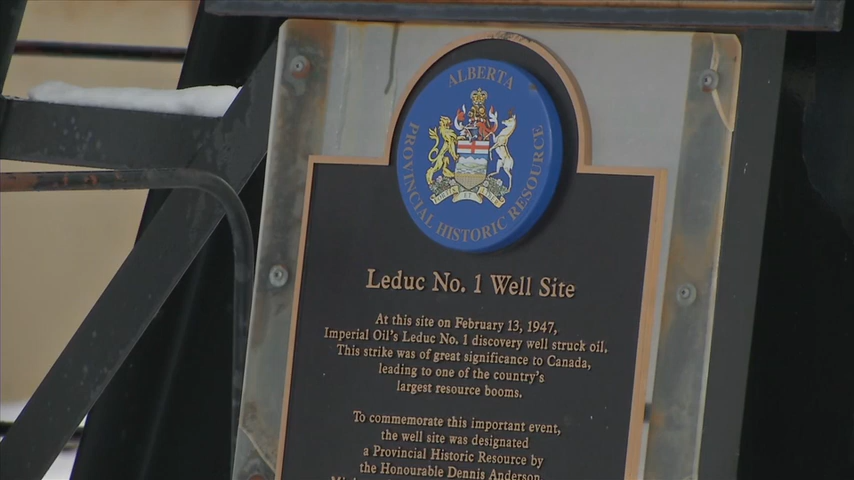 ALBERTA
PROVINCIAL HISTORIC RESOURCE
Leduc No. 1 Well Site
At this site on February 13, 1947,
Imperial Oil's Leduc No. 1 discovery well struck oil.
This strike was of great significance to Canada,
leading to one of the country's
largest resource booms.
To commemorate this important event,
the well site was designated
a Provincial Historic Resource by
the Honourable Dennis Anderson,